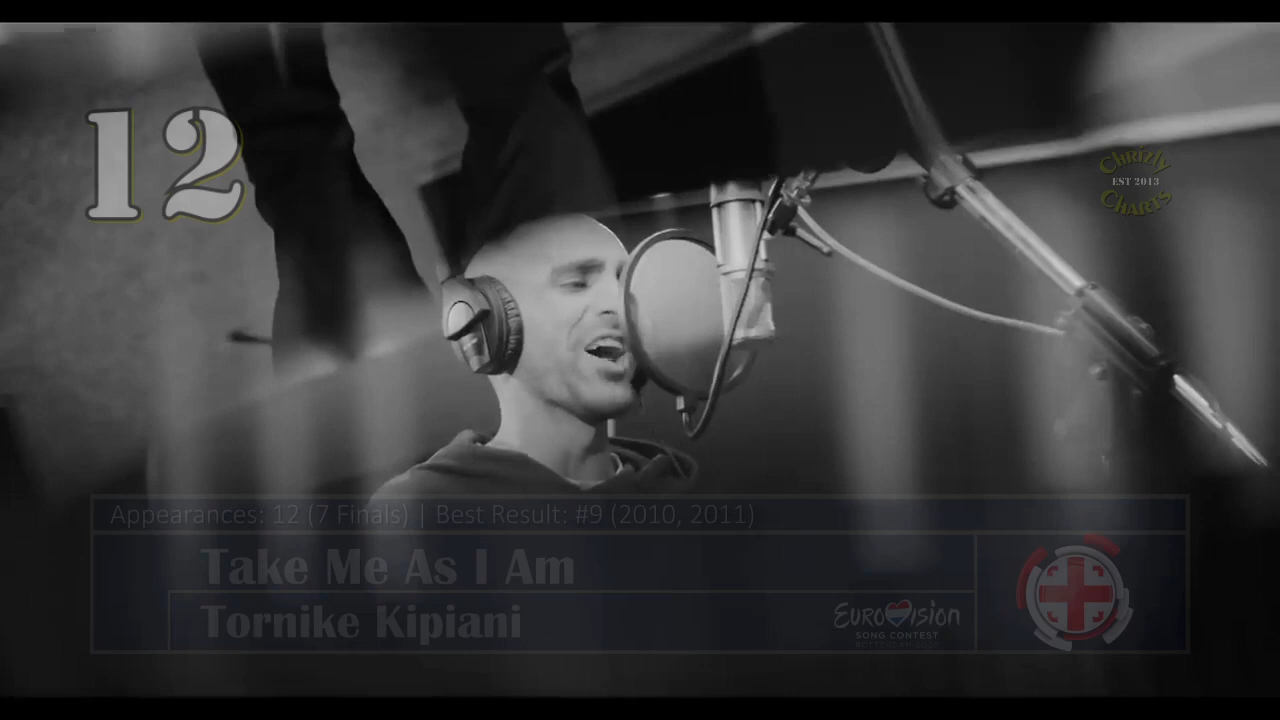 12
Chrizly
EST 2013
Charts
Appearances: 12 (7 Finals) | Best Result: #9 (2010, 2011)
Take Me As I Am
Tornike Kipiani
EUROVISION
SONG CONTEST